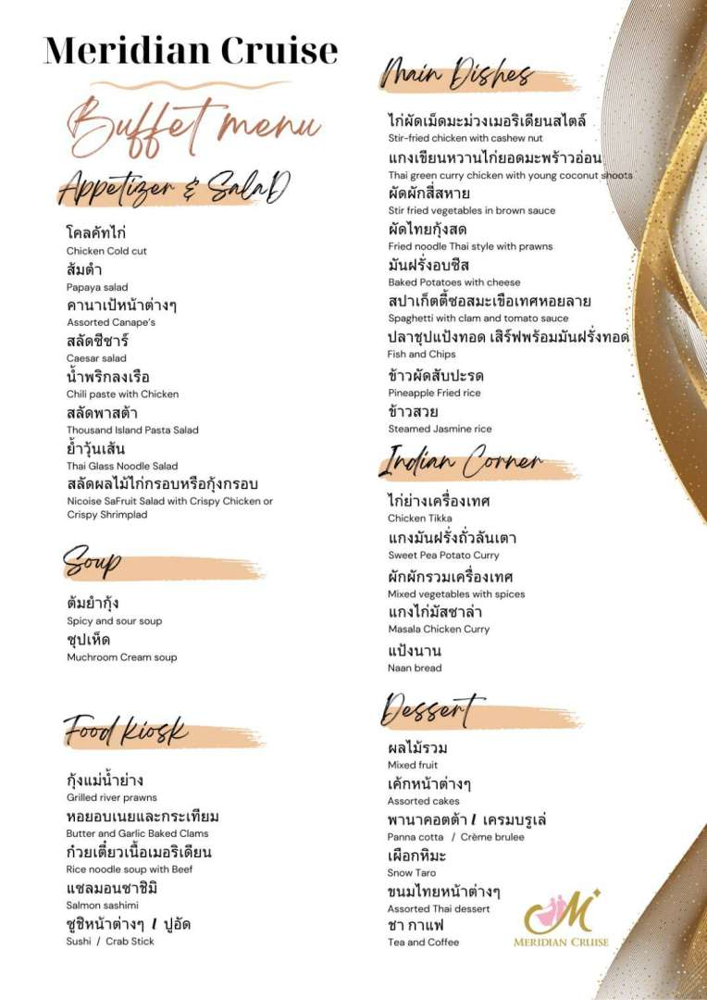 Meridian Cruise
Buffet menu
Appetizer & Salad
โคลคัทไก่
Chicken Cold cut
ส้มตำ
Papaya salad
คานาเป้หน้าต่างๆ
Assorted Canape's
สลัดซีซาร์
Caesar salad
น้ำพริกลงเรือ
Chili paste with Chicken
สลัดพาสต้า
Thousand Island Pasta Salad
ยำวุ้นเส้น
Thai Glass Noodle Salad
สลัดผลไม้ไก่กรอบหรือกุ้งกรอบ
Nicoise SaFruit Salad with Crispy Chicken or
Crispy Shrimplad
Soup
ต้มยำกุ้ง
Spicy and sour soup
ซุปเห็ด
Muchroom Cream soup
Food kiosk
กุ้งแม่น้ำย่าง
Grilled river prawns
หอยอบเนยและกระเทียม
Butter and Garlic Baked Clams
ก๋วยเตี๋ยวเนื้อเมอริเดียน
Rice noodle soup with Beef
แซลมอนซาชิมิ
Salmon sashimi
ซูชิหน้าต่างๆ / ปูอัด
Sushi / Crab Stick
Main Dishes
ไก่ผัดเม็ดมะม่วงเมอริเดียนสไตล์
Stir-fried chicken with cashew nut
แกงเขียนหวานไก่ยอดมะพร้าวอ่อน
Thai green curry chicken with young coconut shoots
ผัดผักสี่สหาย
Stir fried vegetables in brown sauce
ผัดไทยกุ้งสด
Fried noodle Thai style with prawns
มันฝรั่งอบชีส
Baked Potatoes with cheese
สปาเก็ตตี้ซอสมะเขือเทศหอยลาย
Spaghetti with clam and tomato sauce
ปลาชุปแป้งทอด เสิร์ฟพร้อมมันฝรั่งทอด
Fish and Chips
ข้าวผัดสับปะรด
Pineapple Fried rice
ข้าวสวย
Steamed Jasmine rice
Indian Corner
ไก่ย่างเครื่องเทศ
Chicken Tikka
แกงมันฝรั่งถั่วลันเตา
Sweet Pea Potato Curry
ผักผักรวมเครื่องเทศ
Mixed vegetables with spices
แกงไก่มัสซาล่า
Masala Chicken Curry
แป้งนาน
Naan bread
Dessert
ผลไม้รวม
Mixed fruit
เค้กหน้าต่างๆ
Assorted cakes
พานาคอตต้า / เครมบรูเล่
Panna cotta / Crème brulee
เผือกหิมะ
Snow Taro
ขนมไทยหน้าต่างๆ
Assorted Thai dessert
ชา กาแฟ
Tea and Coffee
M
MERIDIAN CRUISE